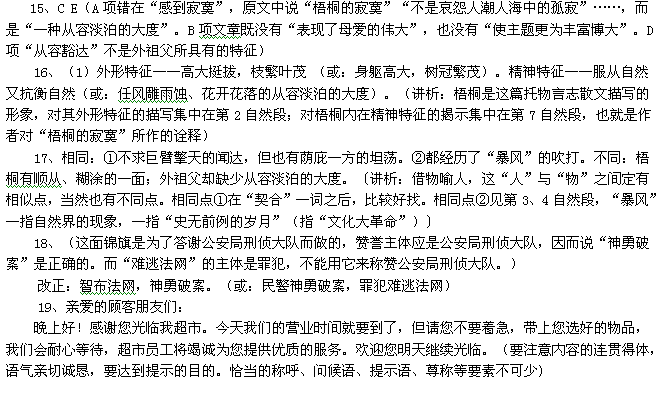 15、C E（A 项错在“感到寂寞”，原文中说“梧桐的寂寞”“不是哀怨人潮人海中的孤寂”……，而
是“一种从容淡泊的大度”。B 项文章既没有“表现了母爱的伟大”，也没有“使主题更为丰富博大”。D
项“从容豁达”不是外祖父所具有的特征）
16、（1）外形特征——高大挺拔，枝繁叶茂 （或：身躯高大，树冠繁茂）。精神特征——服从自然
又抗衡自然（或：任风雕雨蚀、花开花落的从容淡泊的大度）。（讲析：梧桐是这篇托物言志散文描写的
形象，对其外形特征的描写集中在第 2 自然段；对梧桐内在精神特征的揭示集中在第 7 自然段，也就是作
者对“梧桐的寂寞”所作的诠释）
17、相同：①不求巨臂擎天的闻达，但也有荫庇一方的坦荡。②都经历了“暴风”的吹打。不同：梧
桐有顺从、糊涂的一面；外祖父却缺少从容淡泊的大度。〔讲析：借物喻人，这“人”与“物”之间定有
相似点，当然也有不同点。相同点①在“契合”一词之后，比较好找。相同点②见第 3、4 自然段，“暴风”
一指自然界的现象，一指“史无前例的岁月”（指“文化大革命”）〕
18、（这面锦旗是为了答谢公安局刑侦大队而做的，赞誉主体应是公安局刑侦大队，因而说“神勇破
案”是正确的。而“难逃法网”的主体是罪犯，不能用它来称赞公安局刑侦大队。）
改正：智布法网，神勇破案。（或：民警神勇破案，罪犯难逃法网）
19、亲爱的顾客朋友们：
晚上好！感谢您光临我超市。今天我们的营业时间就要到了，但请您不要着急，带上您选好的物品，
我们会耐心等待，超市员工将竭诚为您提供优质的服务。欢迎您明天继续光临。（要注意内容的连贯得体，
语气亲切诚恳，要达到提示的目的。恰当的称呼、问候语、提示语、尊称等要素不可少）